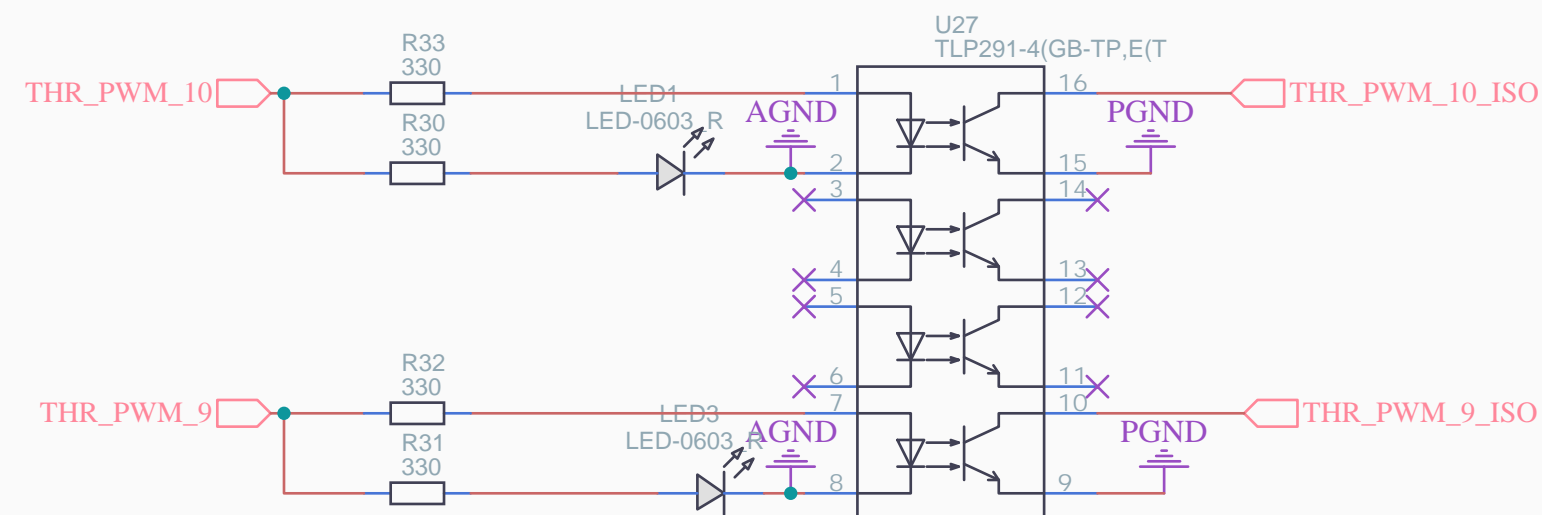 U27
TLP291-4(GB-TP,E(T
R33
330
THR_PWM_10
1
16
THR_PWM_10_ISO
LED1
LED-0603_R
AGND
PGND
R30
330
2
15
3
14
4
13
5
12
6
11
R32
330
THR_PWM_9
7
10
THR_PWM_9_ISO
LED3
LED-0603_R
AGND
PGND
R31
330
8
9